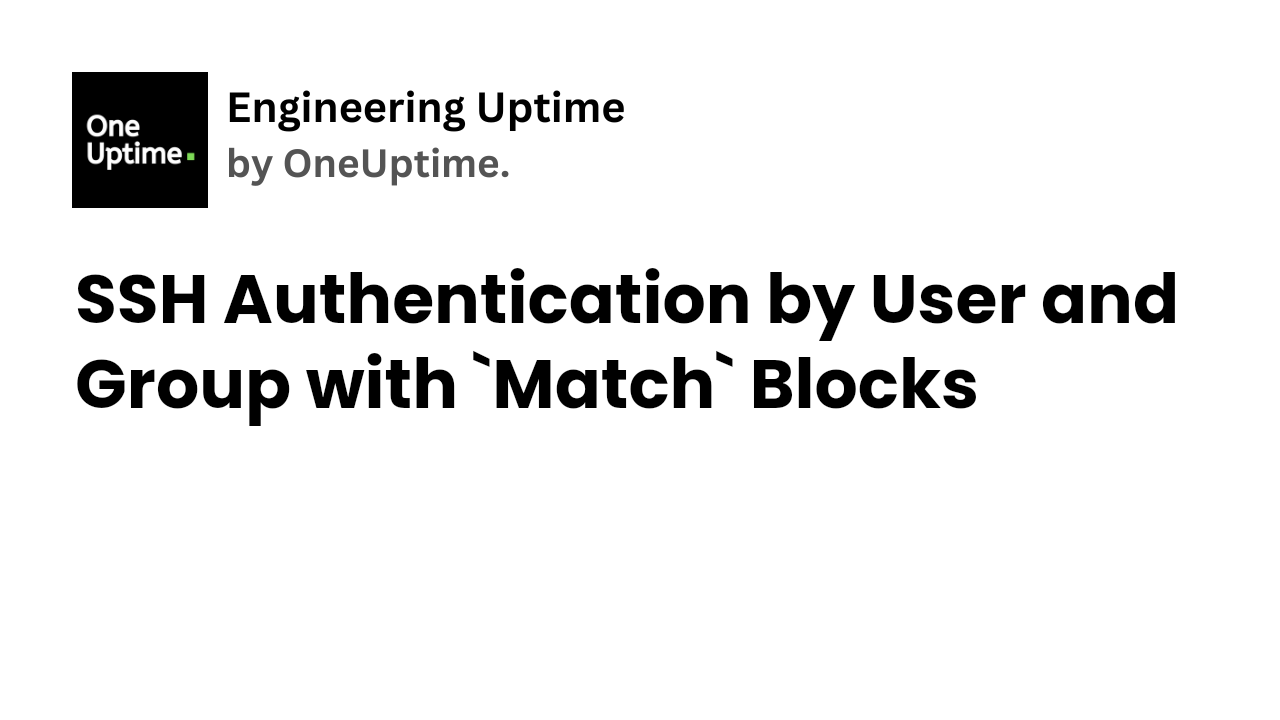 One
Uptime.
Engineering Uptime
by OneUptime.
SSH Authentication by User and
Group with `Match` Blocks